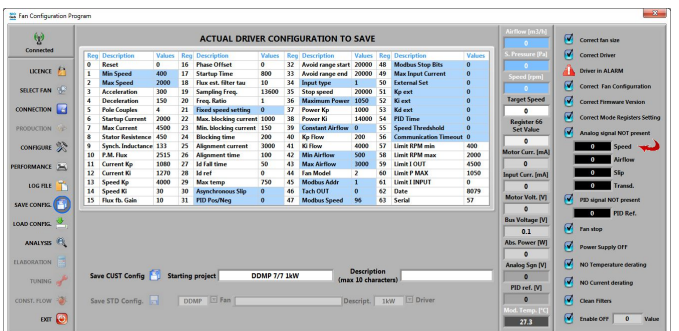 Fan Configuration Program
Connected
LICENCE
SELECT FAN
CONNECTION
PRODUCTION
CONFIGURE
PERFORMANCE
LOG FILE
SAVE CONFIG.
LOAD CONFIG.
ANALYSIS
ELABORATION
TUNING
CONST. FLOW
EXIT
ACTUAL DRIVER CONFIGURATION TO SAVE
Reg Description Values Reg Description Values Reg Description Values Reg Description Values
0 Reset 0 16 Phase Offset 0 32 Avoid range start 20000 48 Modbus Stop Bits 0
1 Min Speed 400 17 Startup Time 800 33 Avoid range end 20000 49 Max Input Current 0
2 Max Speed 2000 18 Flux est. filter tau 10 34 Input type 1 50 External Set 0
3 Acceleration 300 19 Sampling Freq. 13600 35 Stop speed 20000 51 Kp ext 0
4 Deceleration 150 20 Freq. Ratio 1 36 Maximum Power 1050 52 Ki ext 0
5 Pole Couples 4 21 Fixed speed setting 0 37 Power Kp 1000 53 Kd ext 0
6 Startup Current 2000 22 Max. blocking current 1000 38 Power Ki 14000 54 PID Time 0
7 Max Current 4500 23 Min. blocking current 150 39 Constant Airflow 0 55 Speed Thredshold 0
8 Stator Resistance 450 24 Blocking time 200 40 Kp Flow 200 56 Communication Timeout 0
9 Synch. Inductance 133 25 Alignment current 3000 41 Ki Flow 4000 57 Limit RPM min 400
10 P.M. Flux 2515 26 Alignment time 100 42 Min Airflow 500 58 Limit RPM max 2000
11 Current Kp 1080 27 Id fall time 50 43 Max Airflow 3000 59 Limit I OUT 4500
12 Current Ki 1270 28 Id ref 0 44 Fan Model 2 60 Limit P MAX 1050
13 Speed Kp 4000 29 Max temp 750 45 Modbus Addr 1 61 Limit I INPUT 0
14 Speed Ki 30 30 Asynchronous Slip 0 46 Tach OUT 0 62 Date 8079
15 Flux fb. Gain 10 31 PID Pos/Neg 0 47 Modbus Speed 96 63 Serial 57
Save CUST Config Starting project DDMP 7/7 1kW Description
(max 10 characters)
Save STD Config. DDMP Fan Descript. 1kW Driver
Airflow [m3/h]
0
S. Pressure [Pa]
0
Speed [rpm]
0
Target Speed
0
Register 66
Set Value
0
Motor Curr. [mA]
0
Input Curr. [mA]
0
Motor Volt. [V]
0
Bus Voltage [V]
0.1
Abs. Power [W]
0
Analog Sgn [V]
0
PID ref. [V]
0
Mod. Temp. [°C]
27.3
Correct fan size
Correct Driver
Driver in ALARM
Correct Fan Configuration
Correct Firmware Version
Correct Mode Registers Setting
Analog signal NOT present
0 Speed
0 Airflow
0 Slip
0 Transd.
PID signal NOT present
0 PID Ref.
Fan stop
Power Supply OFF
NO Temperature derating
NO Current derating
Clean Filters
Enable OFF 0 Value